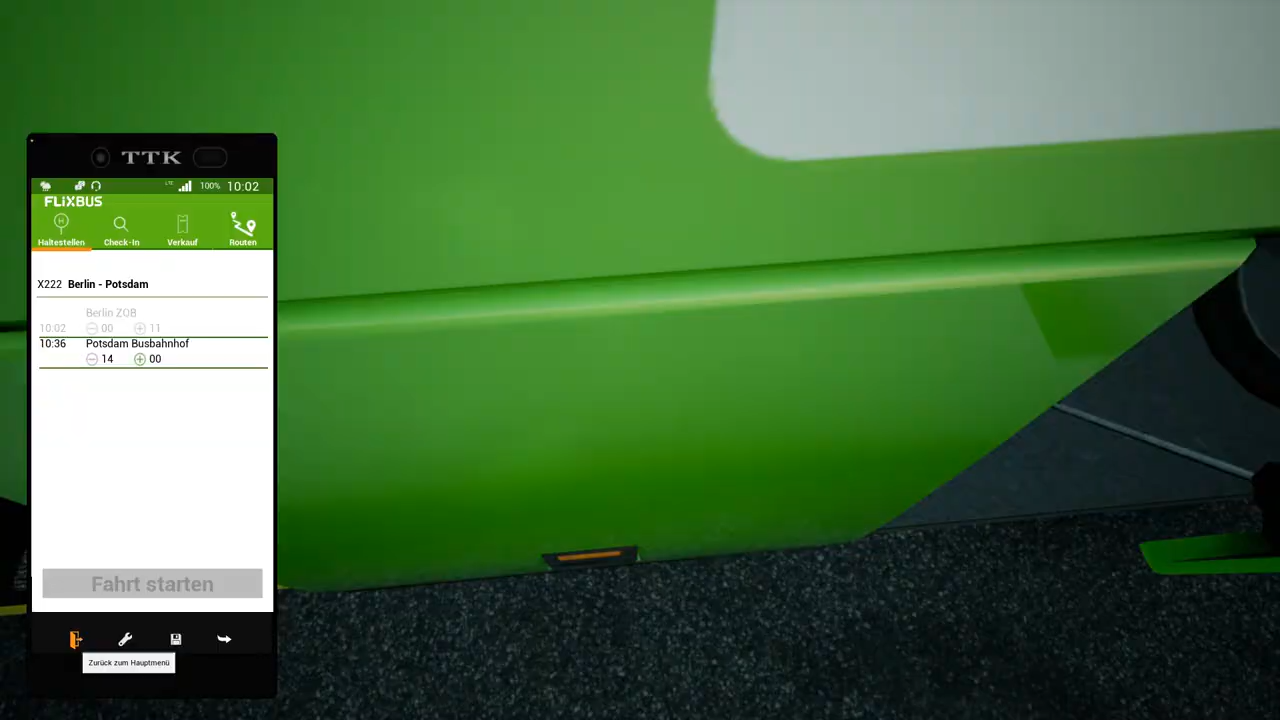 TTK
LTE 100% 10:02
FLiXBUS
Haltestellen Check-In Verkauf Routen
X222 Berlin - Potsdam
Berlin ZOB
10:02 00 11
10:36 Potsdam Busbahnhof
14 00
Fahrt starten
Zurück zum Hauptmenü